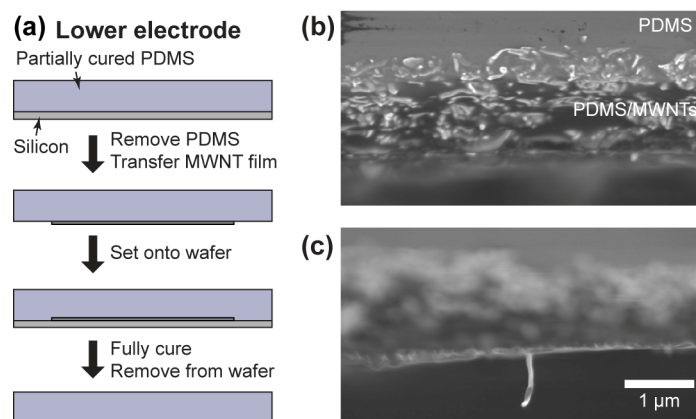 (a) Lower electrode
Partially cured PDMS
Silicon
Remove PDMS
Transfer MWNT film
Set onto wafer
Fully cure
Remove from wafer
(b)
PDMS
PDMS/MWNTs
(c)
1 μm